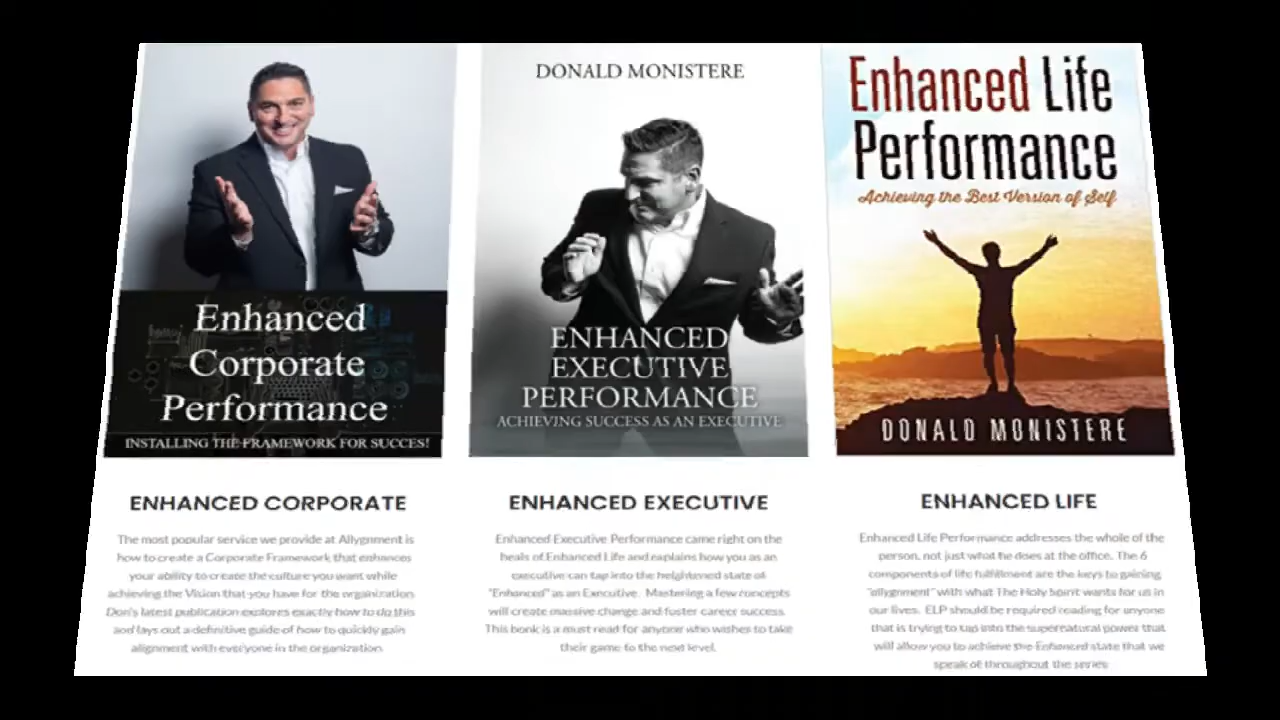 Enhanced
Corporate
Performance
INSTALLING THE FRAMEWORK FOR SUCCES!
DONALD MONISTERE
ENHANCED
EXECUTIVE
PERFORMANCE
ACHIEVING SUCCESS AS AN EXECUTIVE
Enhanced Life
Performance
Achieving the Best Version of Self
DONALD MONISTERE
ENHANCED CORPORATE
The most popular service we provide at Allygnment is
how to create a Corporate Framework that enhances
your ability to create the culture you want while
achieving the Vision that you have for the organization
Don's latest publication explores exactly how to do this
and lays out a definitive guide of how to quickly gain
alignment with everyone in the organization.
ENHANCED EXECUTIVE
Enhanced Executive Performance came right on the
heals of Enhanced Life and explains how you as an
executive can tap into the heightened state of
"Enhanced" as an Executive. Mastering a few concepts
will create massive change and foster career success.
This book is a must read for anyone who wishes to take
their game to the next level.
ENHANCED LIFE
Enhanced Life Performance addresses the whole of the
person, not just what he does at the office. The 6
components of life fulfillment are the keys to gaining
"allygnment" with what The Holy Spirit wants for us in
our lives. ELP should be required reading for anyone
that is trying to tap into the supernatural power that
will allow you to achieve the Enhanced state that we
speak of throughout the series